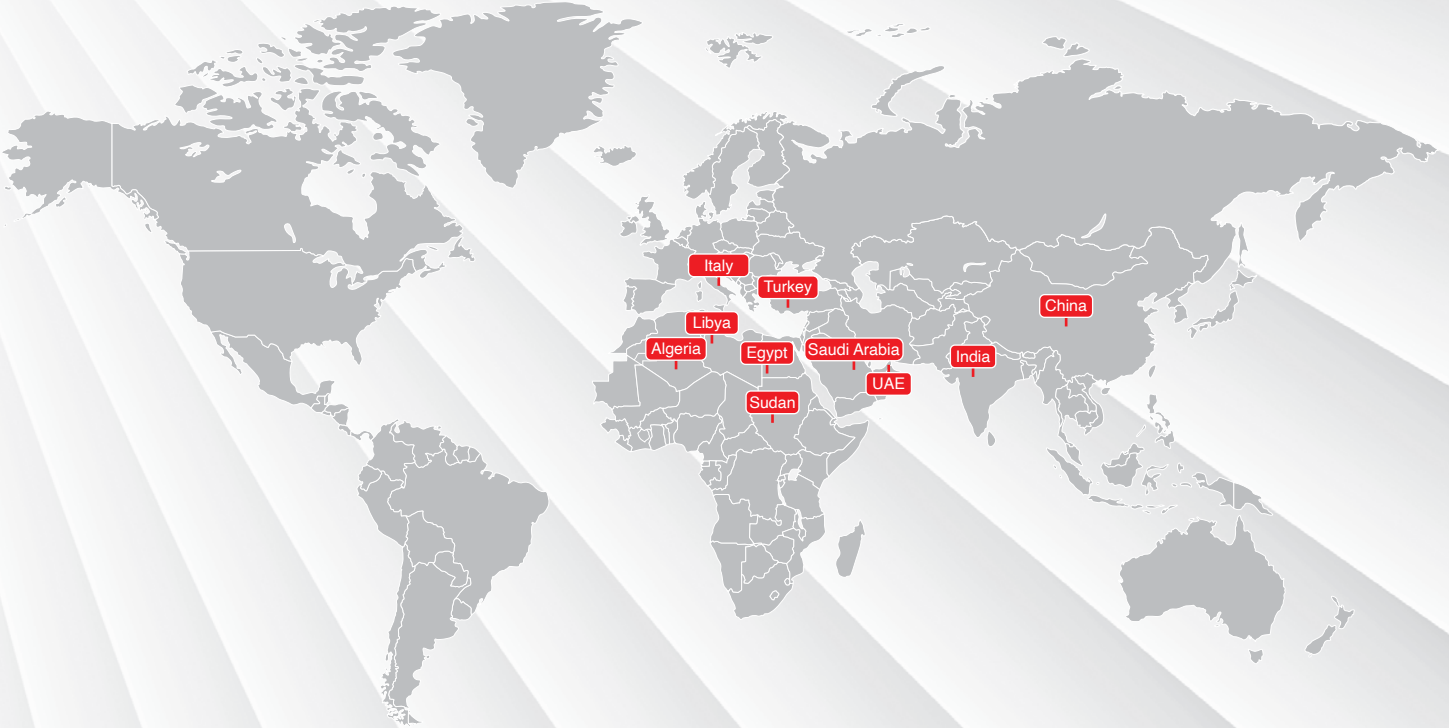 Italy
Turkey
China
Libya
Algeria
Egypt
Saudi Arabia
India
UAE
Sudan